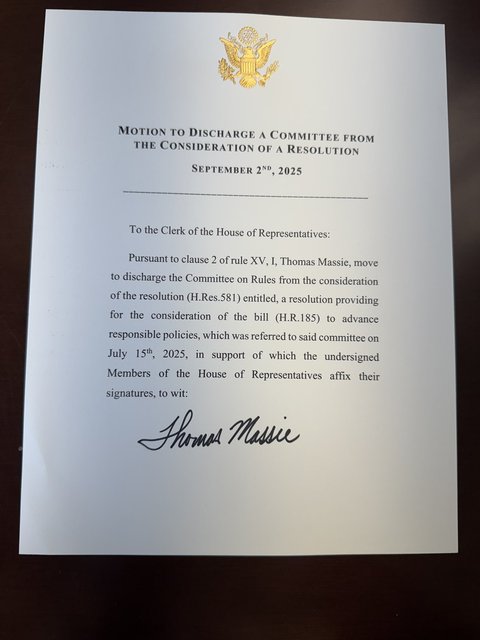 MOTION TO DISCHARGE A COMMITTEE FROM
THE CONSIDERATION OF A RESOLUTION
SEPTEMBER 2ND, 2025
To the Clerk of the House of Representatives:
Pursuant to clause 2 of rule XV, I, Thomas Massie, move
to discharge the Committee on Rules from the consideration
of the resolution (H.Res.581) entitled, a resolution providing
for the consideration of the bill (H.R.185) to advance
responsible policies, which was referred to said committee on
July 15th, 2025, in support of which the undersigned
Members of the House of Representatives affix their
signatures, to wit:
Thomas Massie